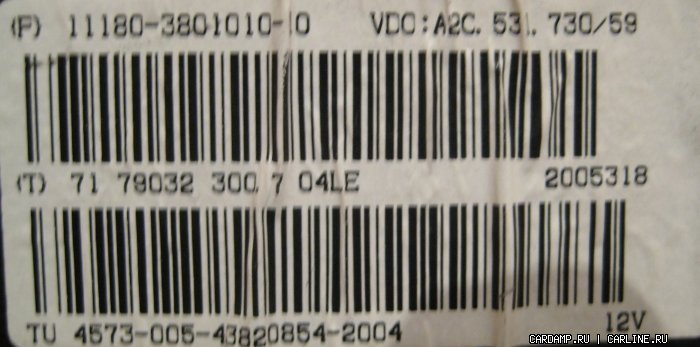 (P) 11180-3801010-10 VDO:A2C. 53 . 730/59
(T) 71 79032 300 7 04LE 2005318
TU 4573-005-43820854-2004 12V
CARDAMP.RU | CARLINE.RU